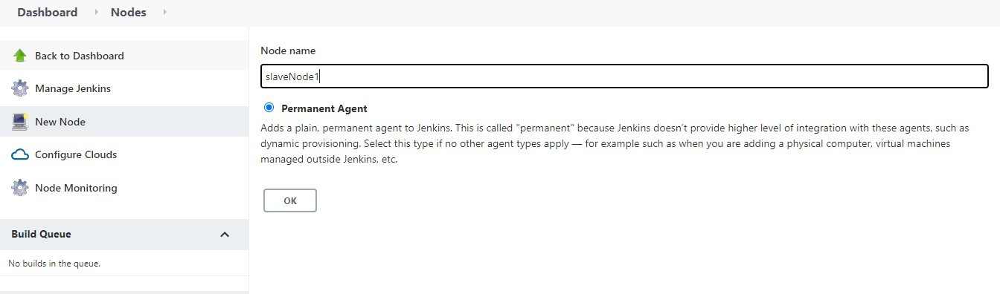 Dashboard Nodes
Back to Dashboard
Manage Jenkins
New Node
Configure Clouds
Node Monitoring
Build Queue
No builds in the queue.
Node name
slaveNode1
Permanent Agent
Adds a plain, permanent agent to Jenkins. This is called "permanent" because Jenkins doesn’t provide higher level of integration with these agents, such as
dynamic provisioning. Select this type if no other agent types apply — for example such as when you are adding a physical computer, virtual machines
managed outside Jenkins, etc.
OK